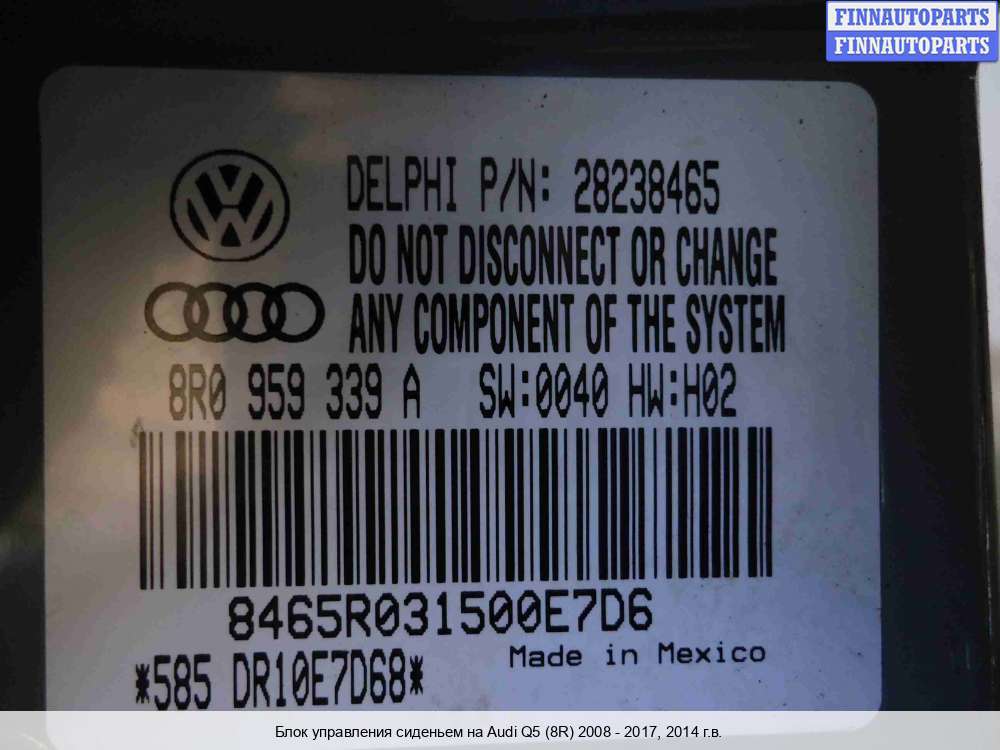 FINNAUTOPARTS
FINNAUTOPARTS
DELPHI P/N: 28238465
DO NOT DISCONNECT OR CHANGE
ANY COMPONENT OF THE SYSTEM
8R0 959 339 A SW:0040 HW:H02
8465R031500E7D6
Made in Mexico
*585 DR10E7D68*
Блок управления сиденьем на Audi Q5 (8R) 2008 - 2017, 2014 г.в.